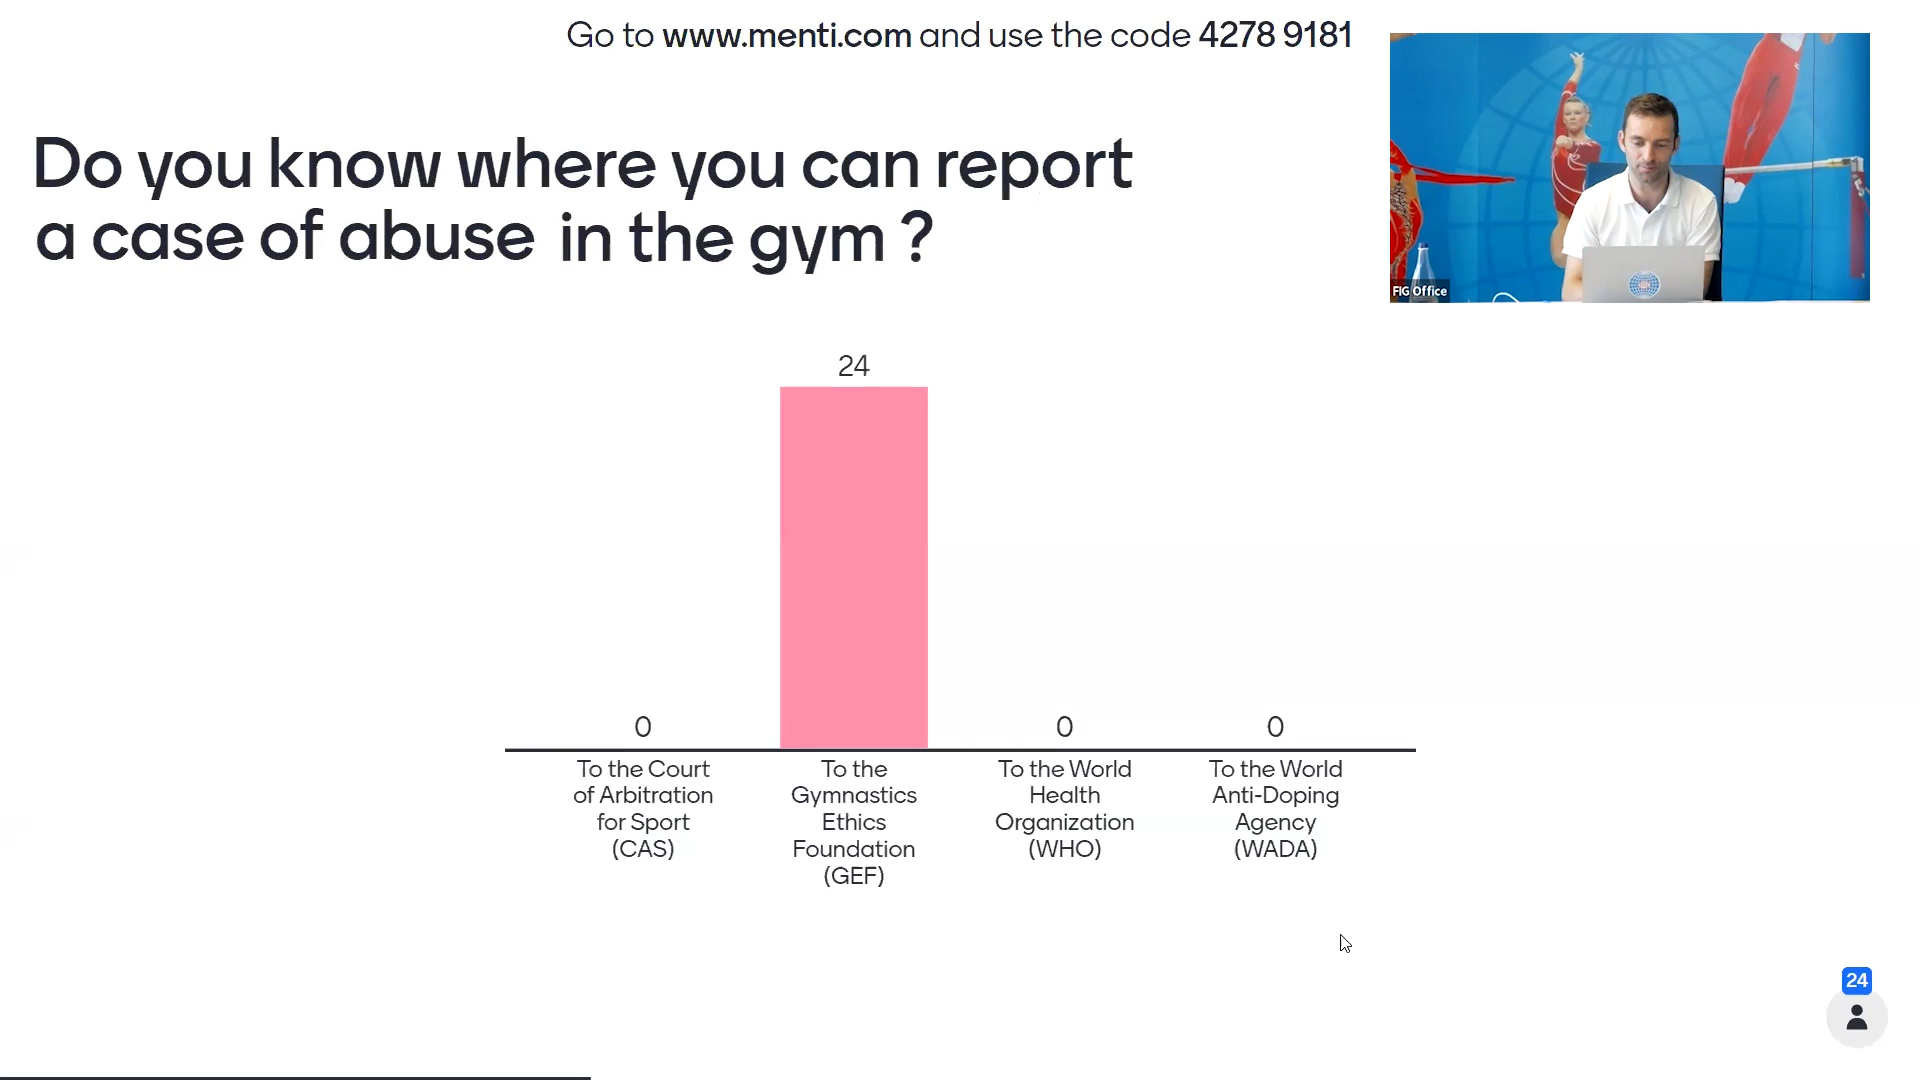 Go to www.menti.com and use the code 4278 9181
Do you know where you can report
a case of abuse in the gym ?
FIG Office
24
0
0
0
To the Court
of Arbitration
for Sport
(CAS)
To the
Gymnastics
Ethics
Foundation
(GEF)
To the World
Health
Organization
(WHO)
To the World
Anti-Doping
Agency
(WADA)
24